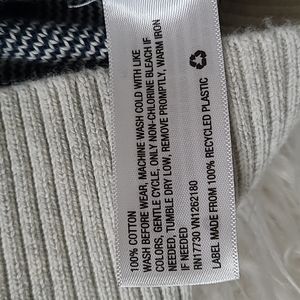 100% COTTON
WASH BEFORE WEAR, MACHINE WASH COLD WITH LIKE
COLORS, GENTLE CYCLE, ONLY NON-CHLORINE BLEACH IF
NEEDED, TUMBLE DRY LOW, REMOVE PROMPTLY, WARM IRON
IF NEEDED
RN17730 VN1262180
LABEL MADE FROM 100% RECYCLED PLASTIC